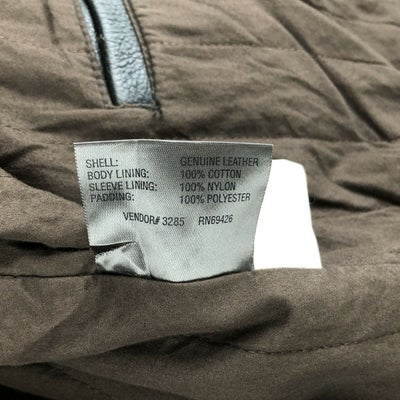 SHELL: GENUINE LEATHER
BODY LINING: 100% COTTON
SLEEVE LINING: 100% NYLON
PADDING: 100% POLYESTER
VENDOR# 3285 RN69426